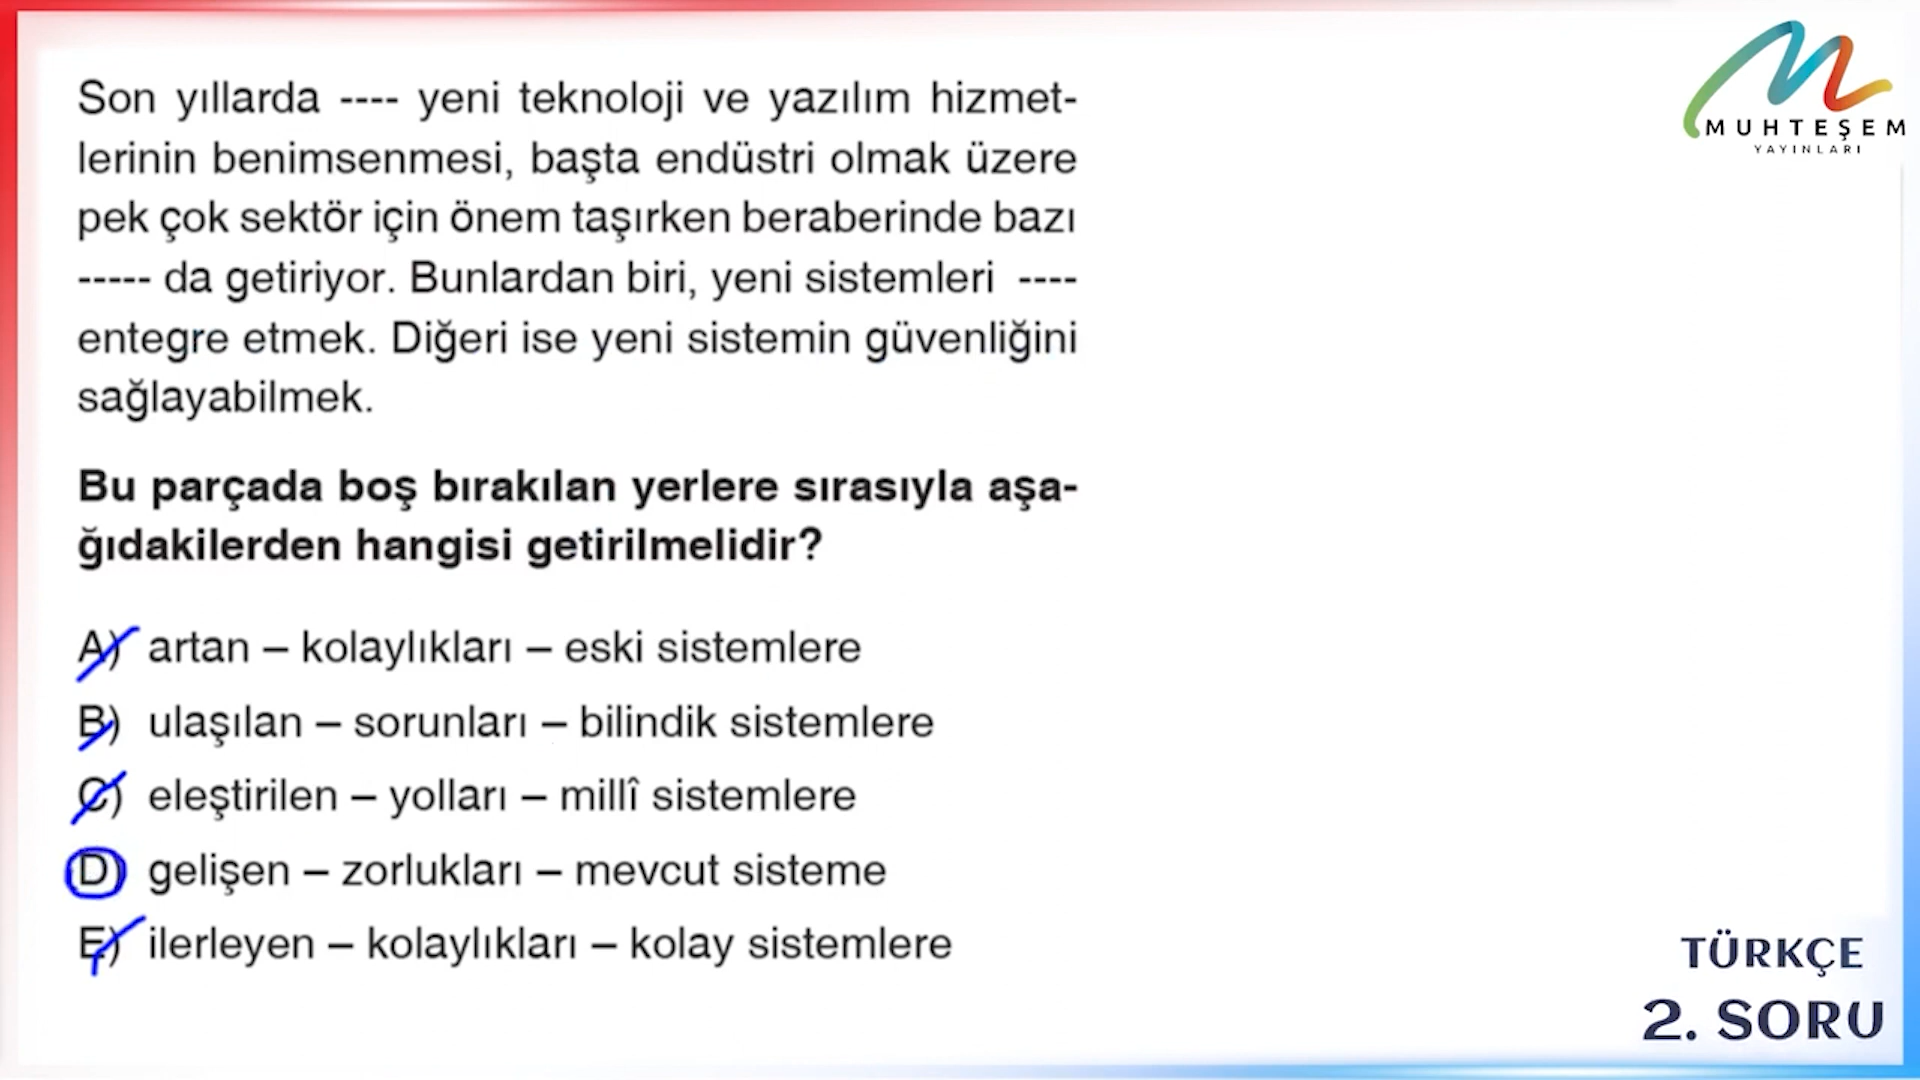 Son yıllarda ---- yeni teknoloji ve yazılım hizmet-
lerinin benimsenmesi, başta endüstri olmak üzere
pek çok sektör için önem taşırken beraberinde bazı
----- da getiriyor. Bunlardan biri, yeni sistemleri ----
entegre etmek. Diğeri ise yeni sistemin güvenliğini
sağlayabilmek.
Bu parçada boş bırakılan yerlere sırasıyla aşa-
ğıdakilerden hangisi getirilmelidir?
A) artan – kolaylıkları – eski sistemlere
B) ulaşılan – sorunları – bilindik sistemlere
C) eleştirilen – yolları – millî sistemlere
D) gelişen – zorlukları – mevcut sisteme
E) ilerleyen – kolaylıkları – kolay sistemlere
MUHTEŞEM
YAYINLARI
TÜRKÇE
2. SORU